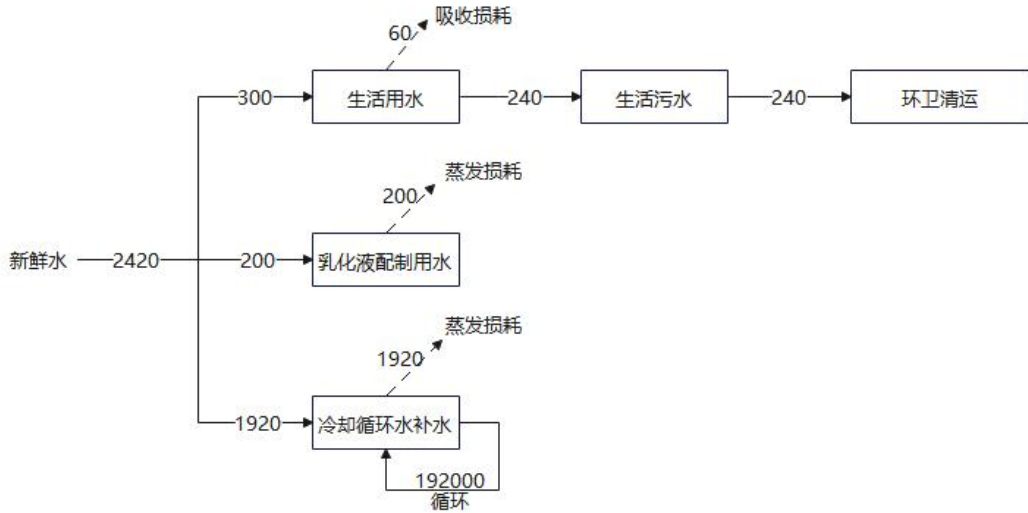 吸收损耗
60
300
生活用水
240
生活污水
240
环卫清运
蒸发损耗
200
新鲜水
2420
200
乳化液配制用水
蒸发损耗
1920
1920
冷却循环水补水
192000
循环